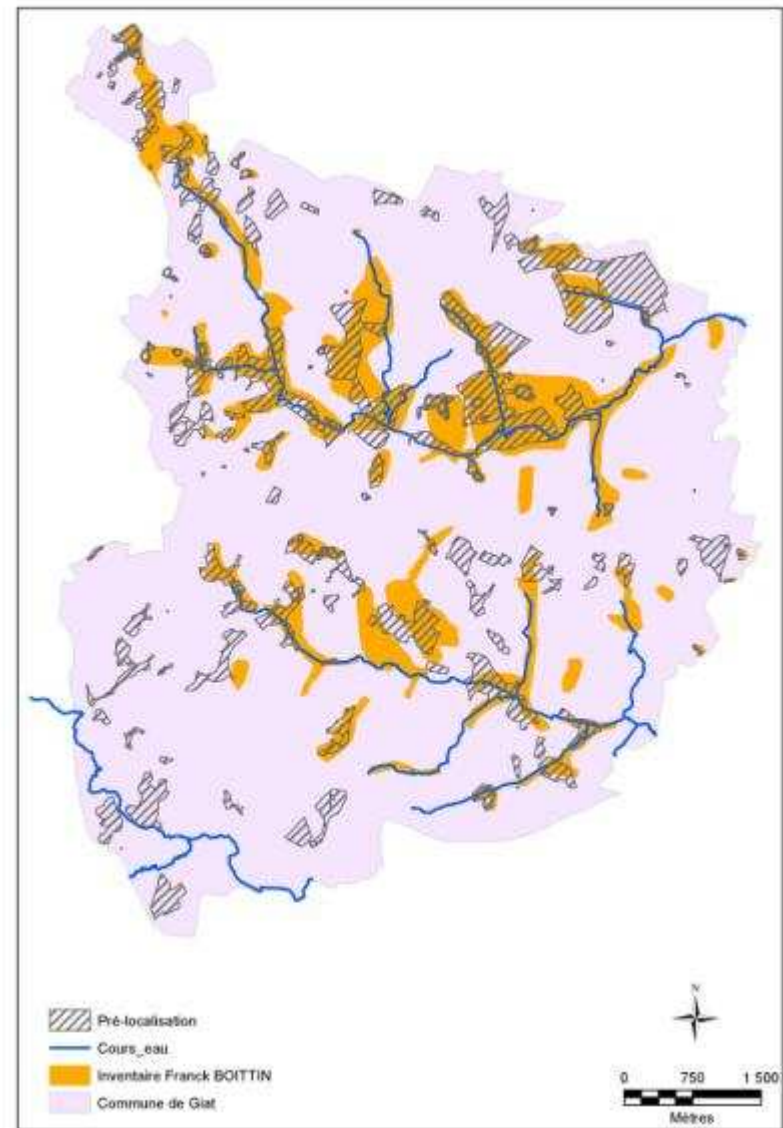 N
Pré-localisation
Cours_eau
Inventaire Franck BOITTIN
Commune de Giat
0 750 1 500
Mètres